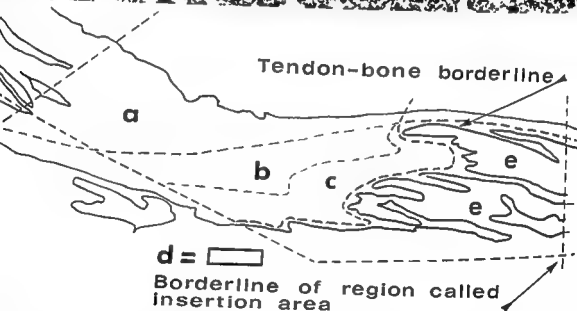 Tendon-bone borderline
a
b
c
e
e
d =
Borderline of region called
insertion area